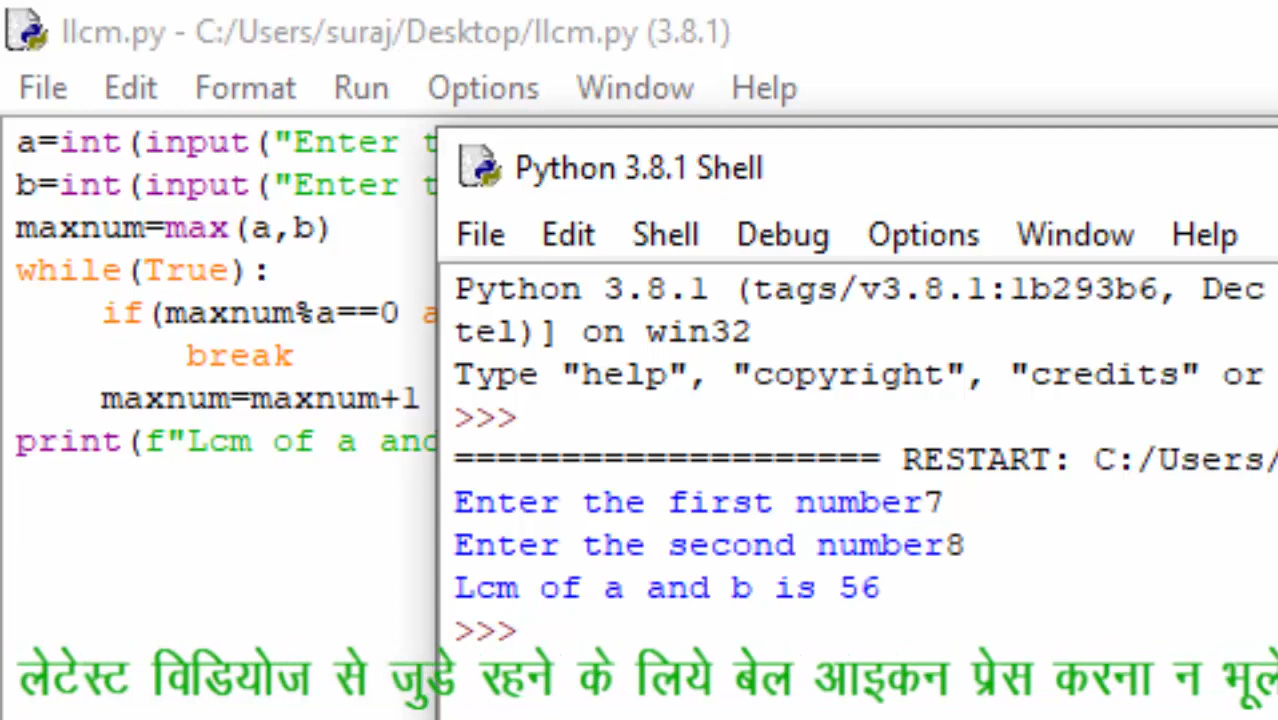 llcm.py - C:/Users/suraj/Desktop/llcm.py (3.8.1)
File Edit Format Run Options Window Help
a=int(input("Enter t
b=int(input("Enter t
maxnum=max(a,b)
while(True):
if(maxnum%a==0 a
break
maxnum=maxnum+1
print(f"Lcm of a and
Python 3.8.1 Shell
File Edit Shell Debug Options Window Help
Python 3.8.1 (tags/v3.8.1:1b293b6, Dec
tel)] on win32
Type "help", "copyright", "credits" or
>>>
==================== RESTART: C:/Users/
Enter the first number7
Enter the second number8
Lcm of a and b is 56
>>>
लेटेस्ट विडियोज से जुड़े रहने के लिये बेल आइकन प्रेस करना न भूले